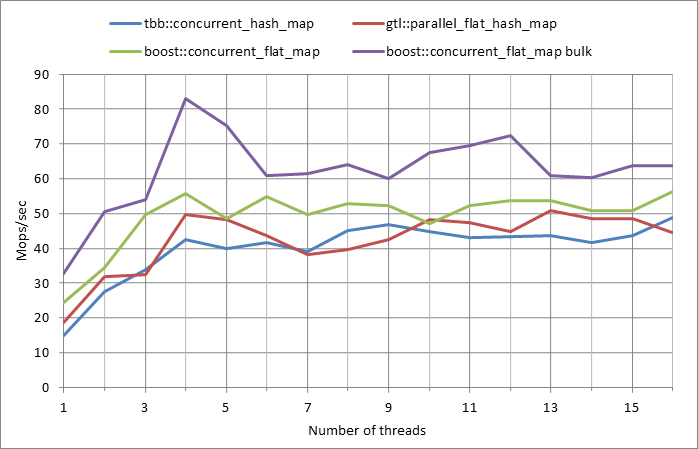 tbb::concurrent_hash_map gtl::parallel_flat_hash_map
boost::concurrent_flat_map boost::concurrent_flat_map bulk
90
80
70
60
50
40
30
20
10
0
Mops/sec
1 3 5 7 9 11 13 15
Number of threads